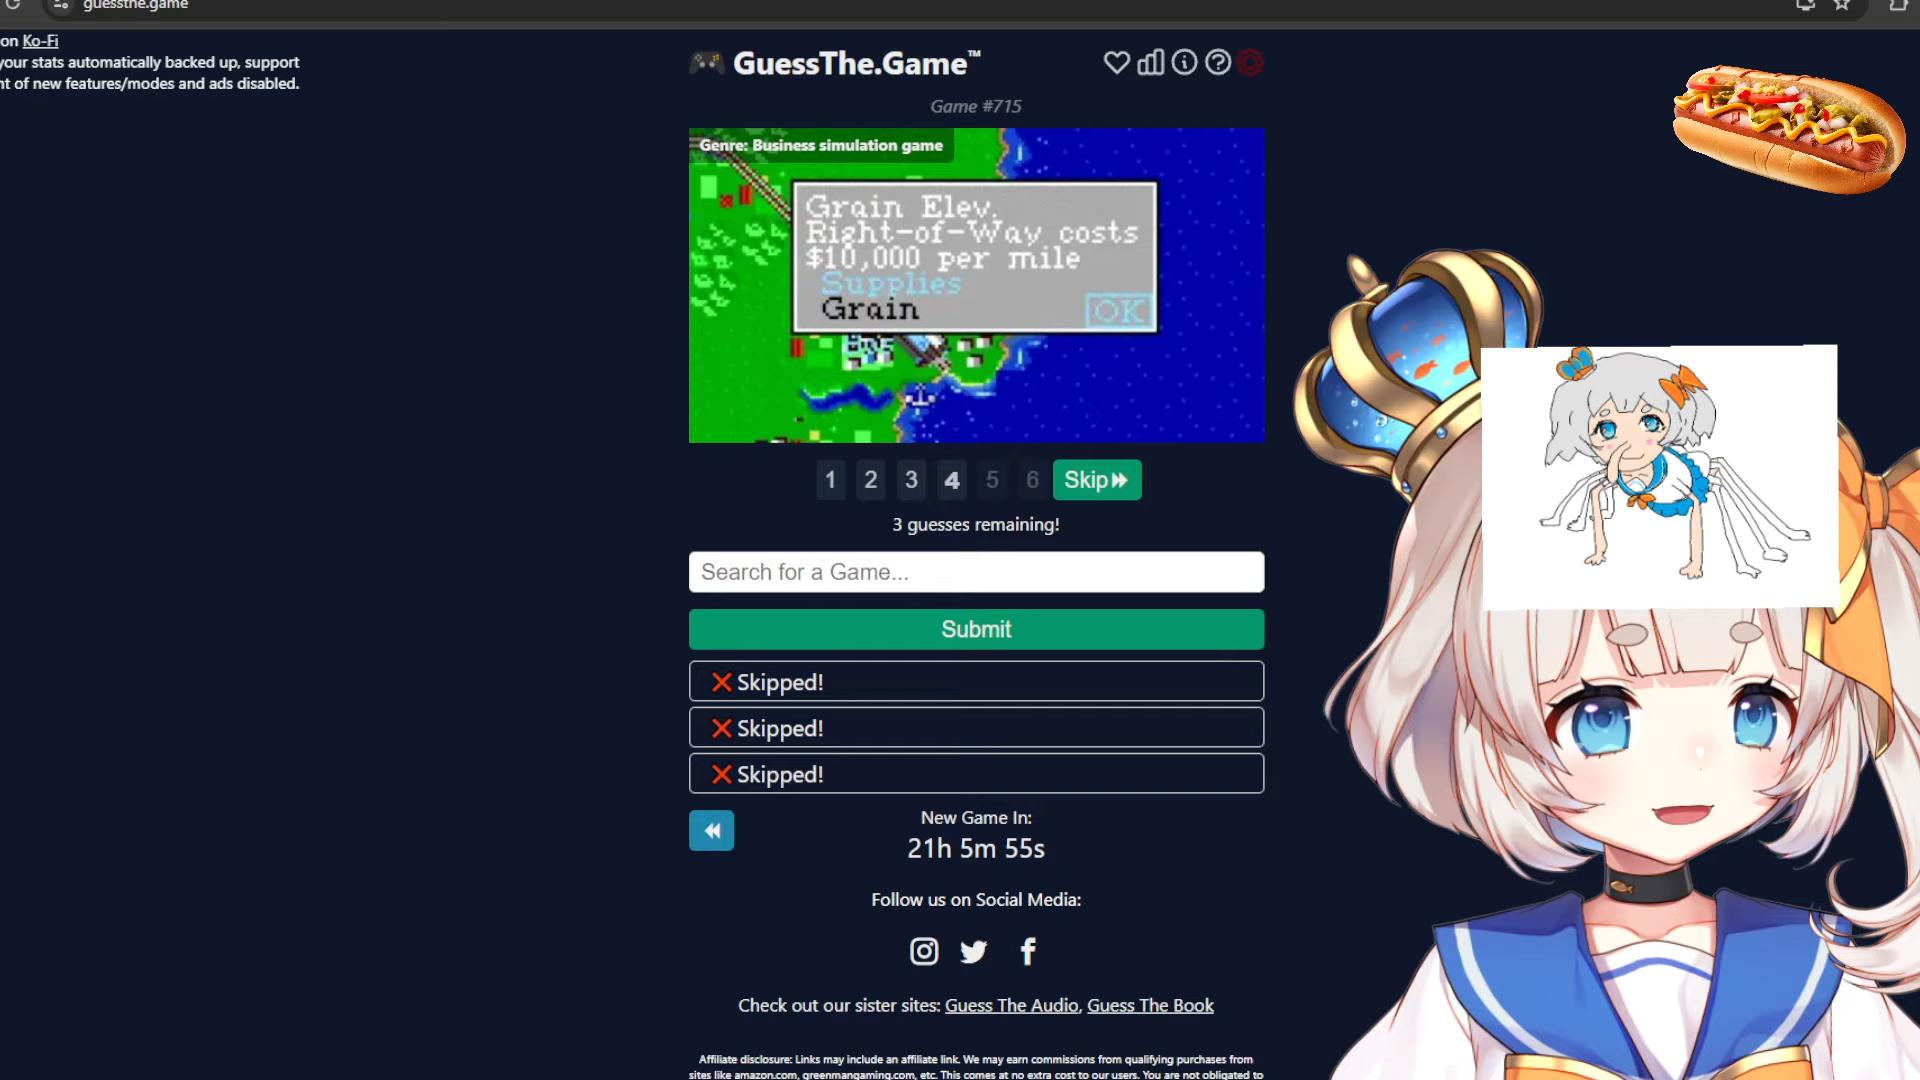 guessthe.game
on Ko-Fi
your stats automatically backed up, support
nt of new features/modes and ads disabled.
GuessThe.Game™
Game #715
Genre: Business simulation game
Grain Elev.
Right-of-Way costs
$10,000 per mile
Supplies
Grain
OK
1 2 3 4 5 6 Skip
3 guesses remaining!
Search for a Game...
Submit
❌ Skipped!
❌ Skipped!
❌ Skipped!
New Game In:
21h 5m 55s
Follow us on Social Media:
Check out our sister sites: Guess The Audio, Guess The Book
Affiliate disclosure: Links may include an affiliate link. We may earn commissions from qualifying purchases from
sites like amazon.com, greenmangaming.com, etc. This comes at no extra cost to our users. You are not obligated to